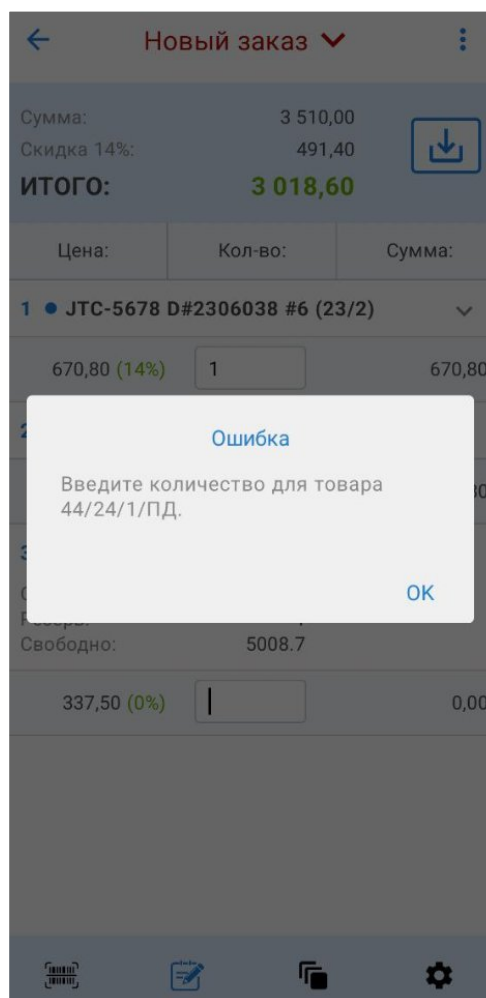 Новый заказ
Сумма: 3 510,00
Скидка 14%: 491,40
ИТОГО: 3 018,60
Цена: Кол-во: Сумма:
1 JTC-5678 D#2306038 #6 (23/2)
670,80 (14%) 1 670,80
Ошибка
Введите количество для товара
44/24/1/ПД.
OK
Свободно: 5008.7
337,50 (0%) 0,00